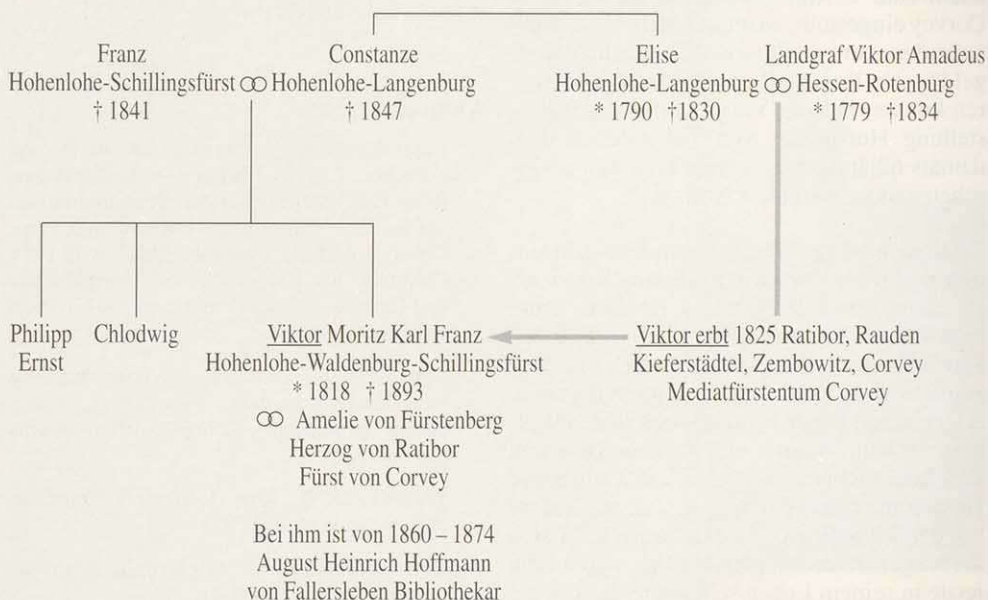 Franz
Hohenlohe-Schillingsfürst ⚭ Hohenlohe-Langenburg
† 1841
Constanze
† 1847
Elise
Hohenlohe-Langenburg ⚭ Hessen-Rotenburg
* 1790 †1830
Landgraf Viktor Amadeus
* 1779 †1834
Philipp
Ernst
Chlodwig
Viktor Moritz Karl Franz
Hohenlohe-Waldenburg-Schillingsfürst
* 1818 † 1893
⚭ Amelie von Fürstenberg
Herzog von Ratibor
Fürst von Corvey
Bei ihm ist von 1860 – 1874
August Heinrich Hoffmann
von Fallersleben Bibliothekar
Viktor erbt 1825 Ratibor, Rauden
Kieferstädtel, Zembowitz, Corvey
Mediatfürstentum Corvey